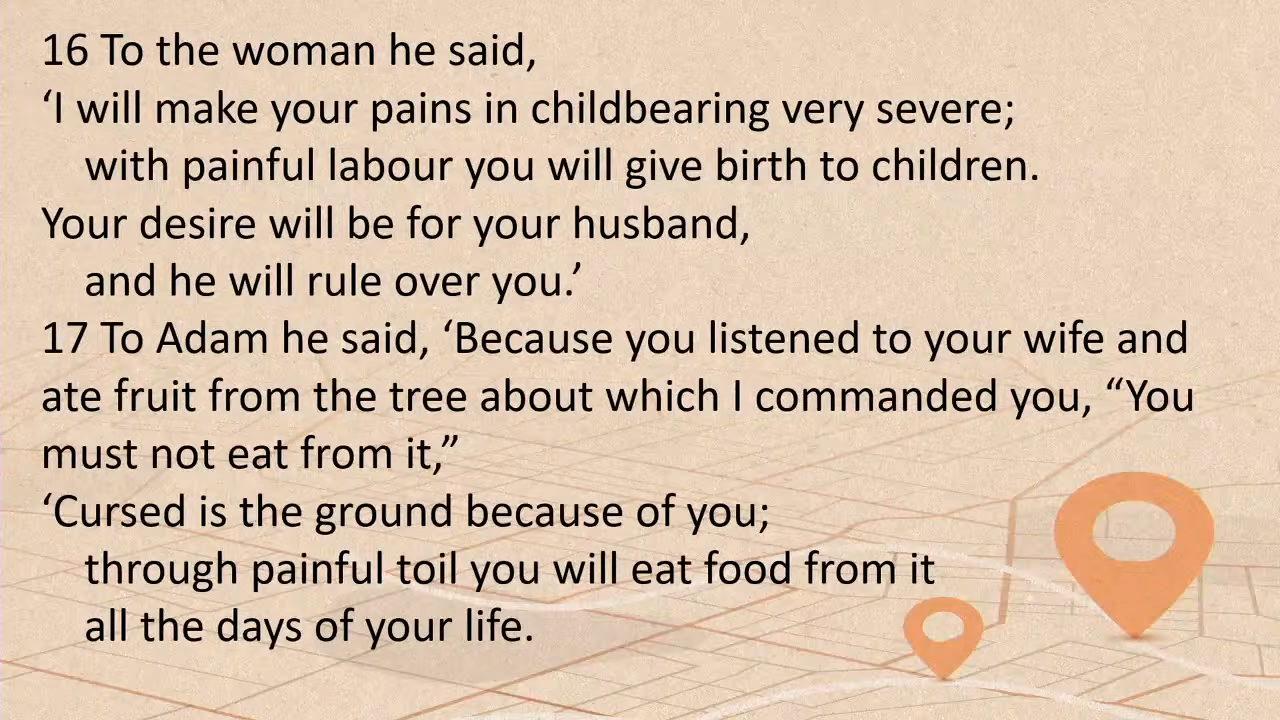 16 To the woman he said,
‘I will make your pains in childbearing very severe;
with painful labour you will give birth to children.
Your desire will be for your husband,
and he will rule over you.’
17 To Adam he said, ‘Because you listened to your wife and
ate fruit from the tree about which I commanded you, “You
must not eat from it,”
‘Cursed is the ground because of you;
through painful toil you will eat food from it
all the days of your life.